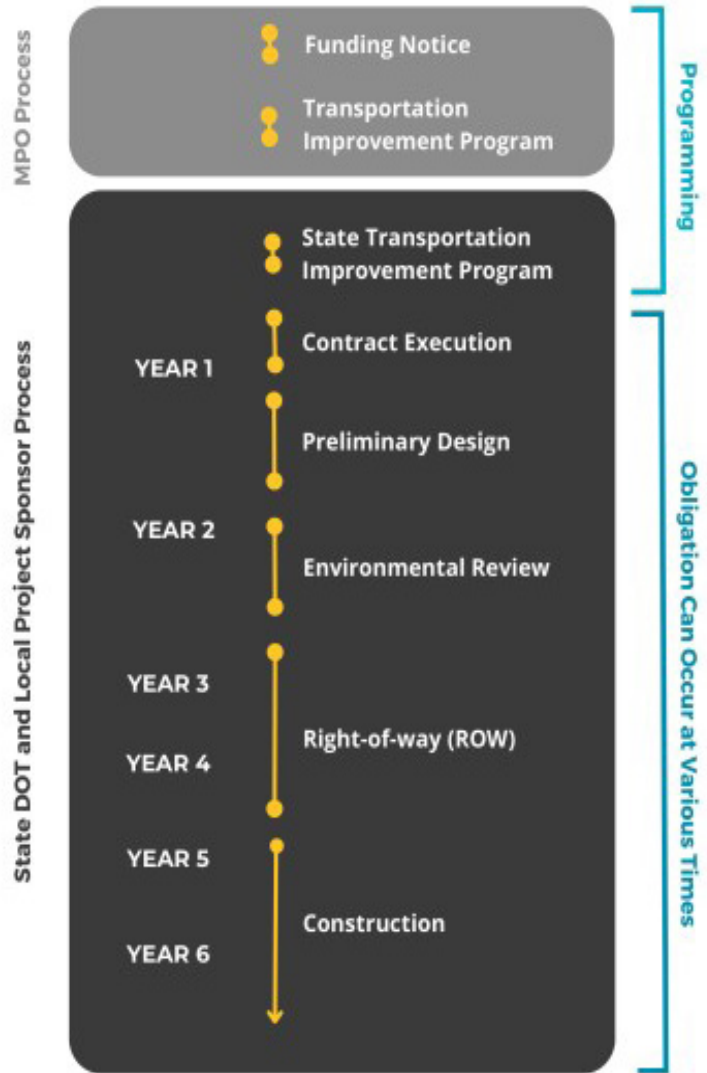 MPO Process
Funding Notice
Transportation
Improvement Program
Programming
State DOT and Local Project Sponsor Process
State Transportation
Improvement Program
Contract Execution
YEAR 1
Preliminary Design
YEAR 2
Environmental Review
YEAR 3
Right-of-way (ROW)
YEAR 4
YEAR 5
Construction
YEAR 6
Obligation Can Occur at Various Times